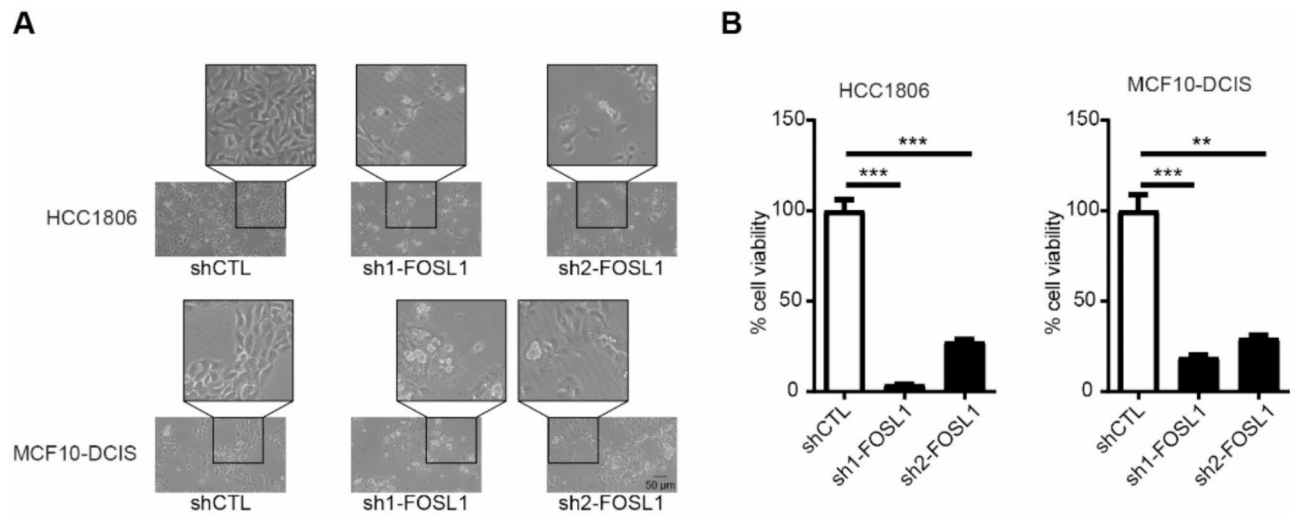 A
HCC1806
shCTL
sh1-FOSL1
sh2-FOSL1
MCF10-DCIS
shCTL
sh1-FOSL1
sh2-FOSL1
50 µm
B
HCC1806
% cell viability
150
100
50
0
***
***
shCTL
sh1-FOSL1
sh2-FOSL1
MCF10-DCIS
% cell viability
150
100
50
0
**
***
shCTL
sh1-FOSL1
sh2-FOSL1